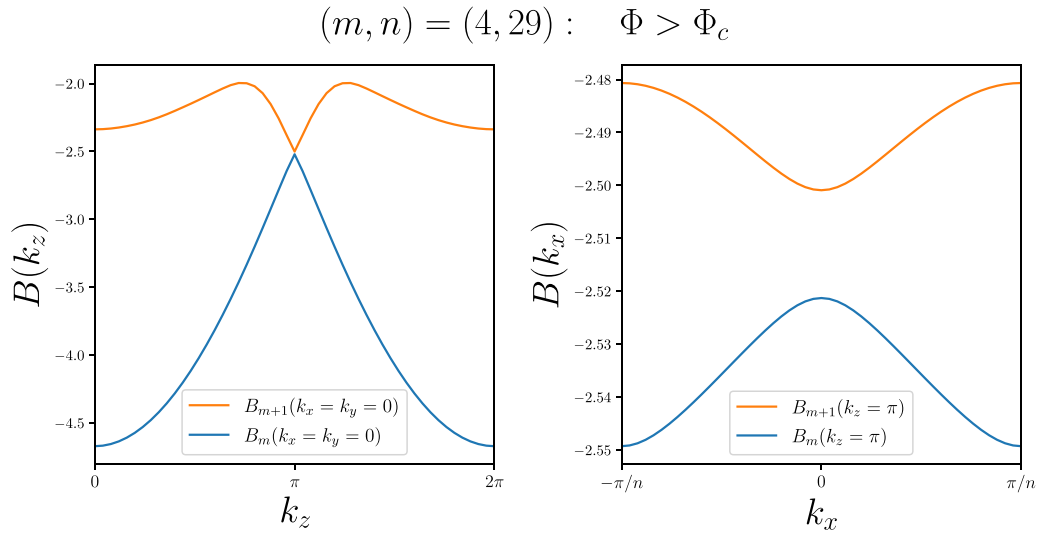 (m, n) = (4, 29) :   Φ > Φ_c
B(k_z)
−2.0
−2.5
−3.0
−3.5
−4.0
−4.5
B_{m+1}(k_x = k_y = 0)
B_m(k_x = k_y = 0)
0
π
2π
k_z
B(k_x)
−2.48
−2.49
−2.50
−2.51
−2.52
−2.53
−2.54
−2.55
B_{m+1}(k_z = π)
B_m(k_z = π)
−π/n
0
π/n
k_x